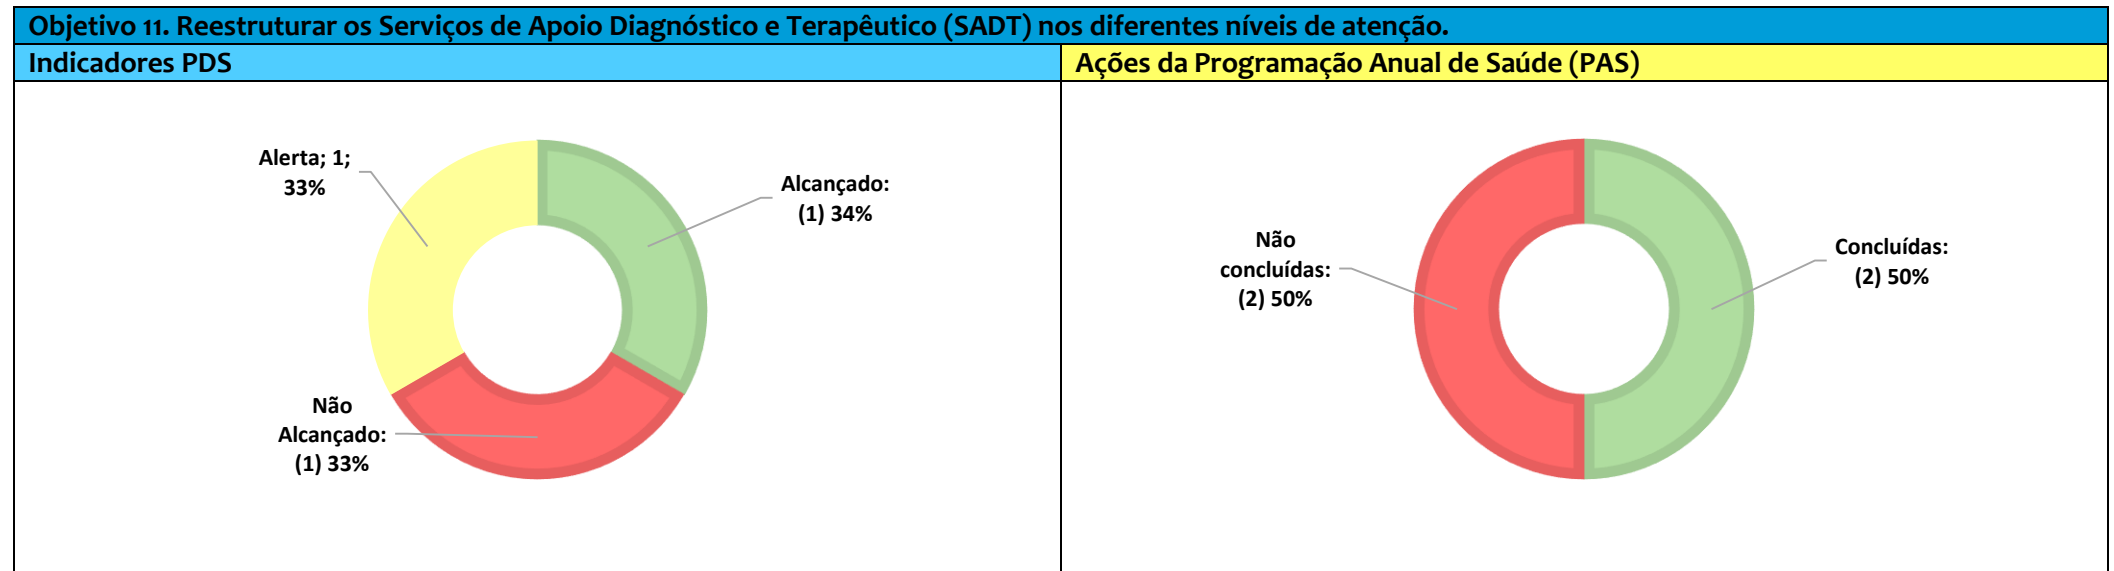 Objetivo 11. Reestruturar os Serviços de Apoio Diagnóstico e Terapêutico (SADT) nos diferentes níveis de atenção.
Indicadores PDS
Ações da Programação Anual de Saúde (PAS)
Alerta; 1;
33%
Alcançado:
(1) 34%
Não
Alcançado:
(1) 33%
Não
concluídas:
(2) 50%
Concluídas:
(2) 50%